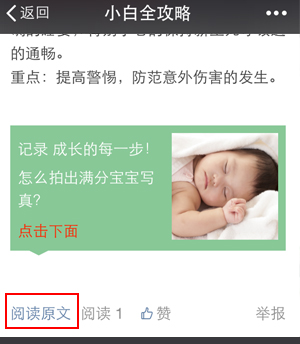 返回
小白全攻略
的通畅。
重点：提高警惕，防范意外伤害的发生。
记录 成长的每一步！
怎么拍出满分宝宝写
真？
点击下面
阅读原文 阅读 1 赞 举报